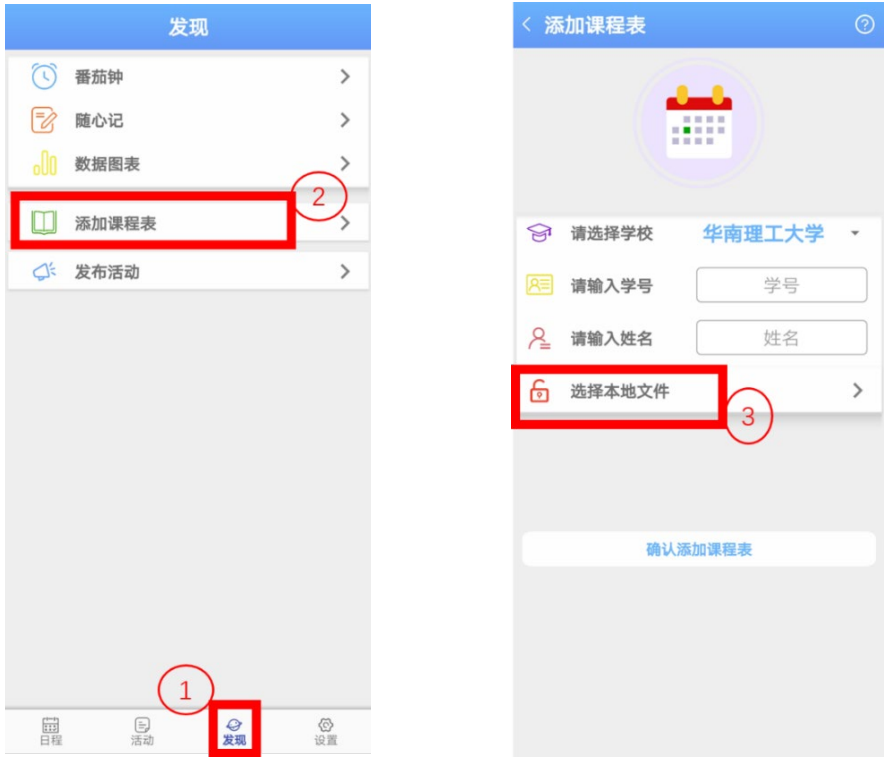 发现
番茄钟
随心记
数据图表
2
添加课程表
发布活动
1
日程
活动
发现
设置
添加课程表
请选择学校 华南理工大学
请输入学号 学号
请输入姓名 姓名
选择本地文件
3
确认添加课程表